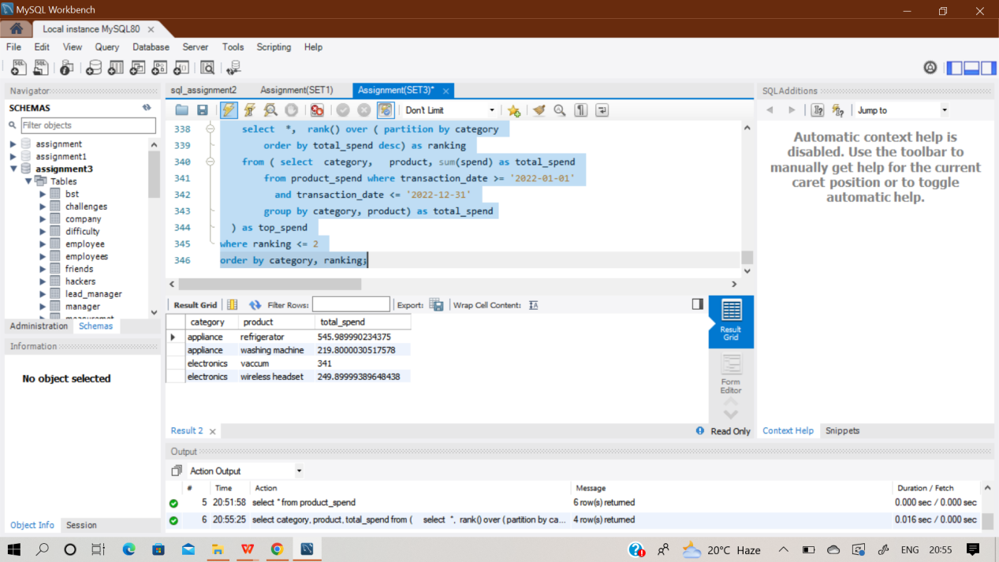 MySQL Workbench
Local instance MySQL80
File Edit View Query Database Server Tools Scripting Help
Navigator
SCHEMAS
Filter objects
assignment
assignment1
assignment3
Tables
bst
challenges
company
difficulty
employee
employees
friends
hackers
lead_manager
manager
Administration Schemas
Information
No object selected
Object Info Session
sql_assignment2 Assignment(SET1) Assignment(SET3)*
Don't Limit
338 select *, rank() over ( partition by category
339 order by total_spend desc) as ranking
340 from ( select category, product, sum(spend) as total_spend
341 from product_spend where transaction_date >= '2022-01-01'
342 and transaction_date <= '2022-12-31'
343 group by category, product) as total_spend
344 ) as top_spend
345 where ranking <= 2
346 order by category, ranking;
Result Grid Filter Rows: Export: Wrap Cell Content:
category product total_spend
appliance refrigerator 545.989990234375
appliance washing machine 219.8000030517578
electronics vaccum 341
electronics wireless headset 249.89999389648438
Result Grid
Form Editor
Result 2
Read Only
SQLAdditions
Jump to
Automatic context help is
disabled. Use the toolbar to
manually get help for the current
caret position or to toggle
automatic help.
Context Help Snippets
Output
Action Output
# Time Action Message Duration / Fetch
5 20:51:58 select * from product_spend 6 row(s) returned 0.000 sec / 0.000 sec
6 20:55:25 select category, product, total_spend from ( select *, rank() over ( partition by ca... 4 row(s) returned 0.016 sec / 0.000 sec
20°C Haze ENG 20:55